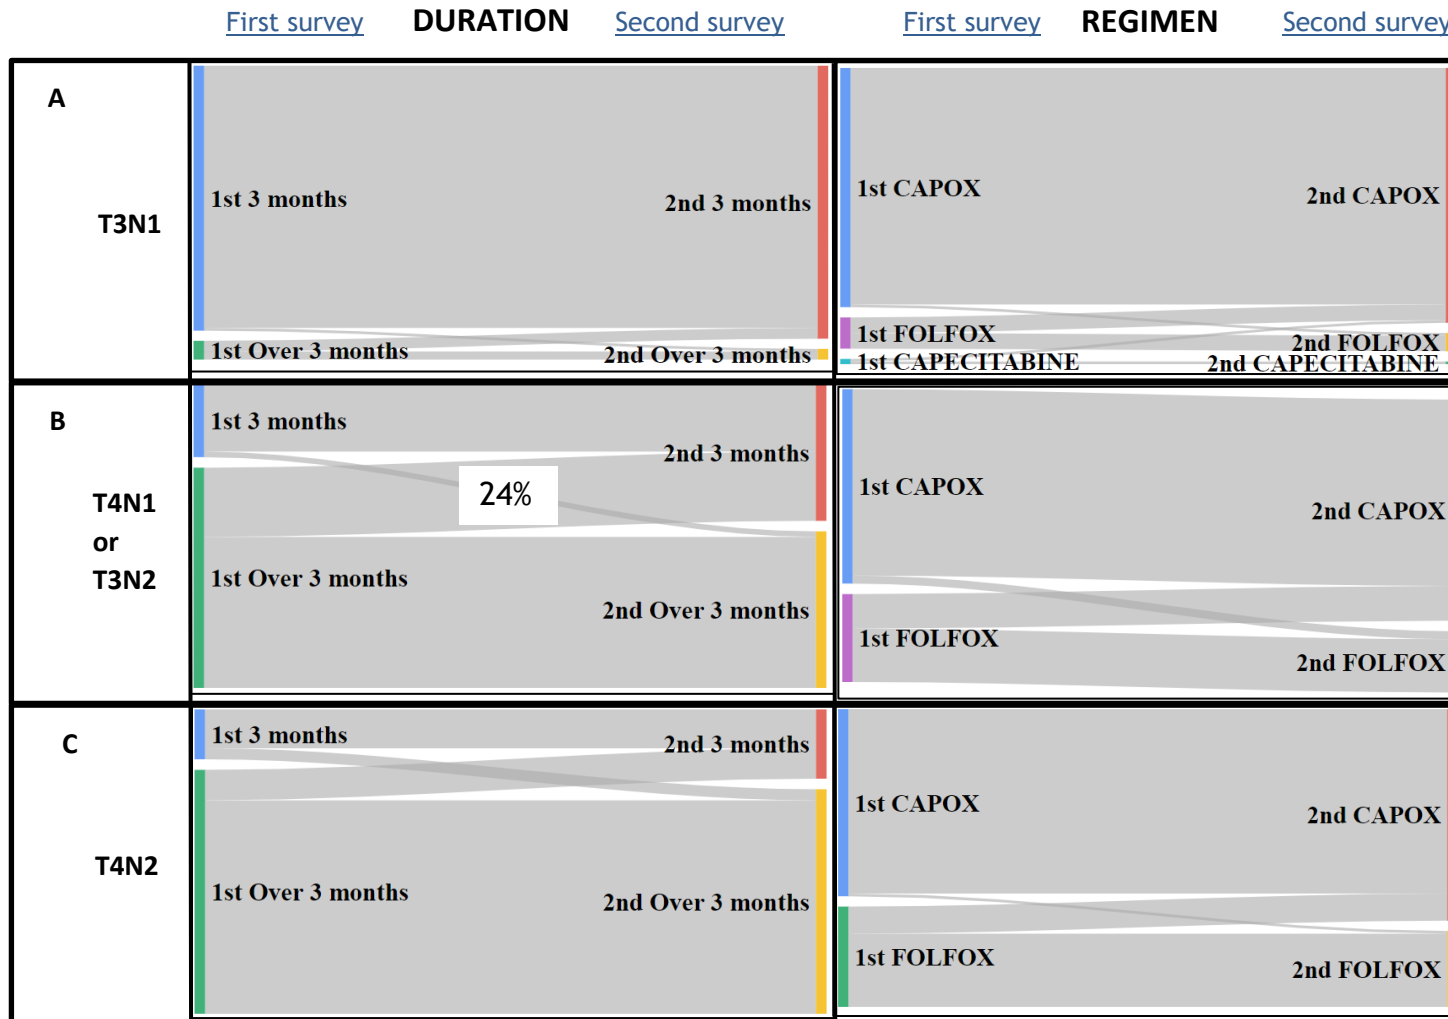 First survey DURATION Second survey First survey REGIMEN Second survey
A
T3N1
1st 3 months
2nd 3 months
1st Over 3 months
2nd Over 3 months
1st CAPOX
2nd CAPOX
1st FOLFOX
2nd FOLFOX
1st CAPECITABINE
2nd CAPECITABINE
B
T4N1
or
T3N2
1st 3 months
2nd 3 months
24%
1st Over 3 months
2nd Over 3 months
1st CAPOX
2nd CAPOX
1st FOLFOX
2nd FOLFOX
C
T4N2
1st 3 months
2nd 3 months
1st Over 3 months
2nd Over 3 months
1st CAPOX
2nd CAPOX
1st FOLFOX
2nd FOLFOX